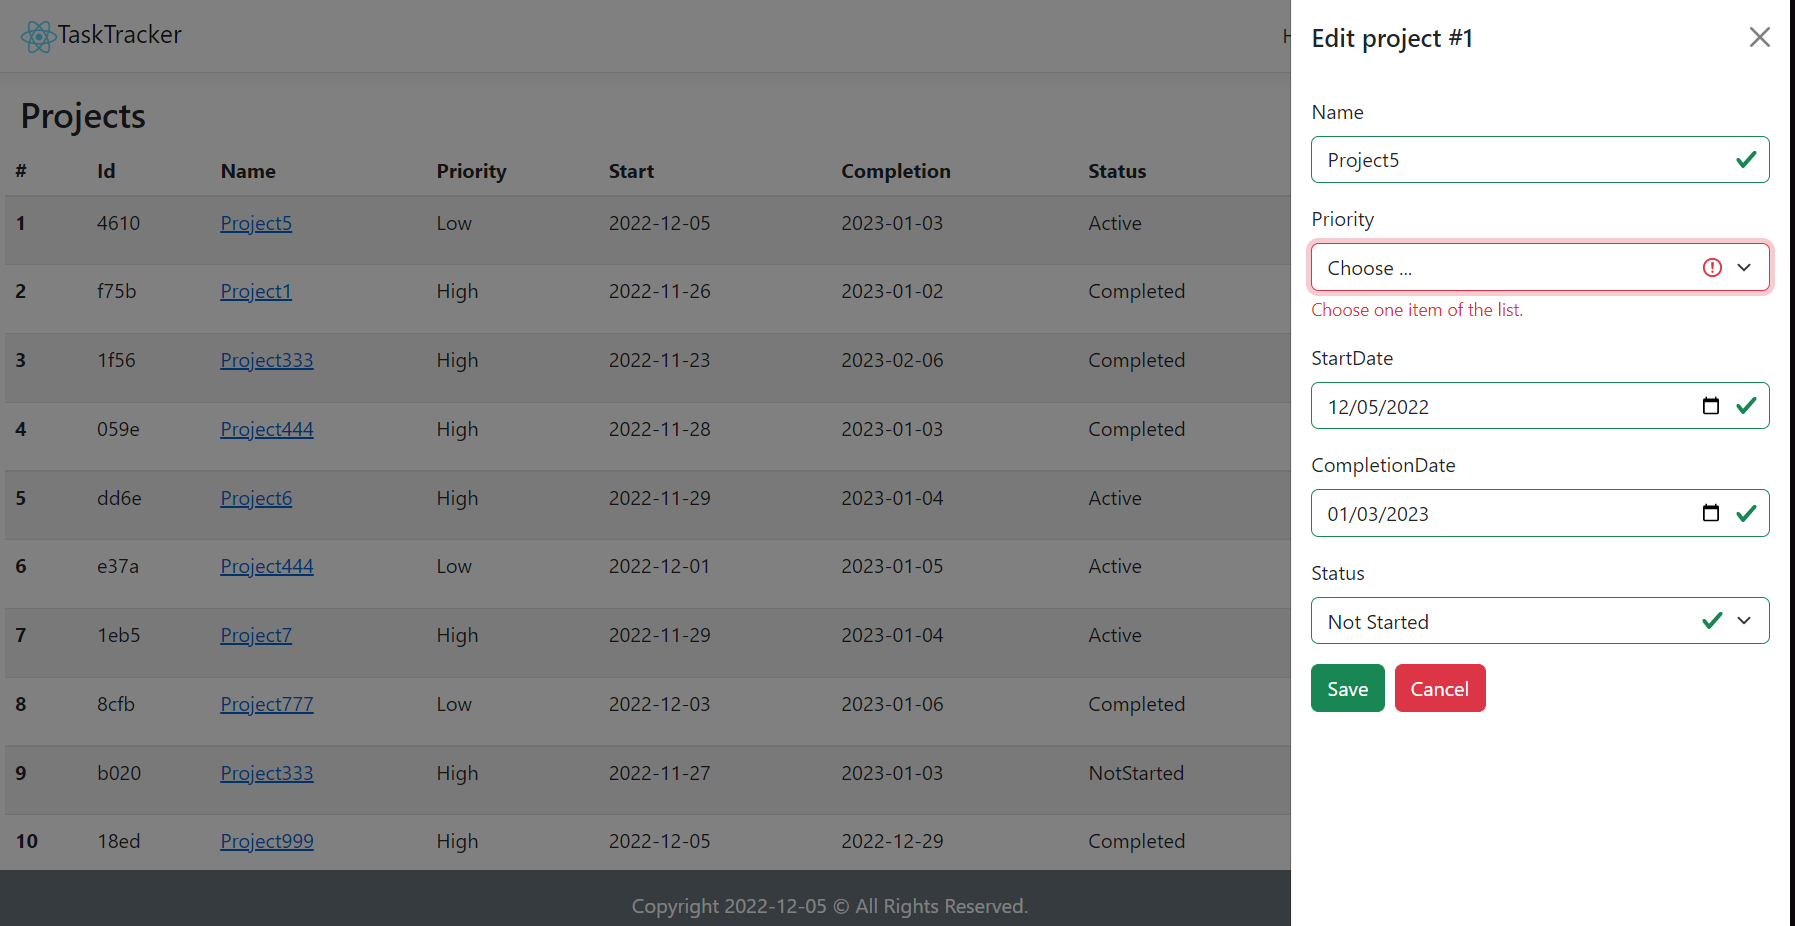 TaskTracker
Projects
# Id Name Priority Start Completion Status
1 4610 Project5 Low 2022-12-05 2023-01-03 Active
2 f75b Project1 High 2022-11-26 2023-01-02 Completed
3 1f56 Project333 High 2022-11-23 2023-02-06 Completed
4 059e Project444 High 2022-11-28 2023-01-03 Completed
5 dd6e Project6 High 2022-11-29 2023-01-04 Active
6 e37a Project444 Low 2022-12-01 2023-01-05 Active
7 1eb5 Project7 High 2022-11-29 2023-01-04 Active
8 8cfb Project777 Low 2022-12-03 2023-01-06 Completed
9 b020 Project333 High 2022-11-27 2023-01-03 NotStarted
10 18ed Project999 High 2022-12-05 2022-12-29 Completed
Copyright 2022-12-05 © All Rights Reserved.
Edit project #1
Name
Project5
Priority
Choose ...
Choose one item of the list.
StartDate
12/05/2022
CompletionDate
01/03/2023
Status
Not Started
Save Cancel